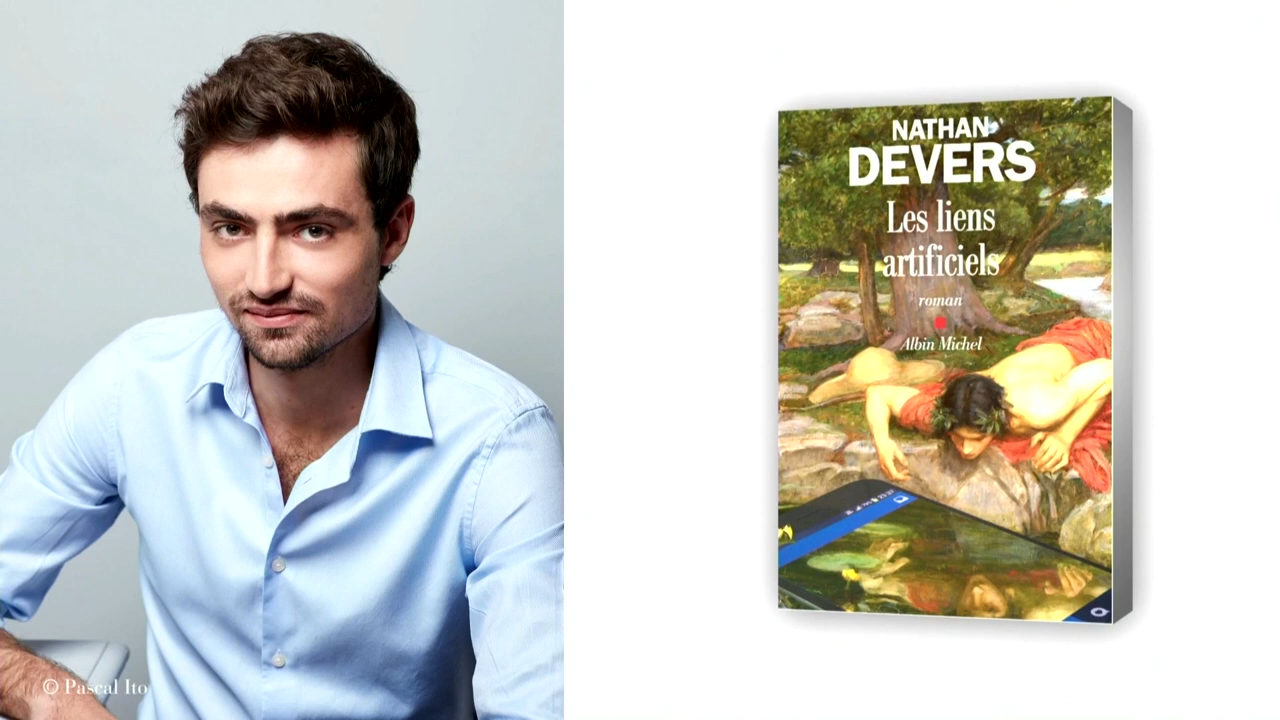 © Pascal Ito
NATHAN
DEVERS
Les liens
artificiels
roman
Albin Michel